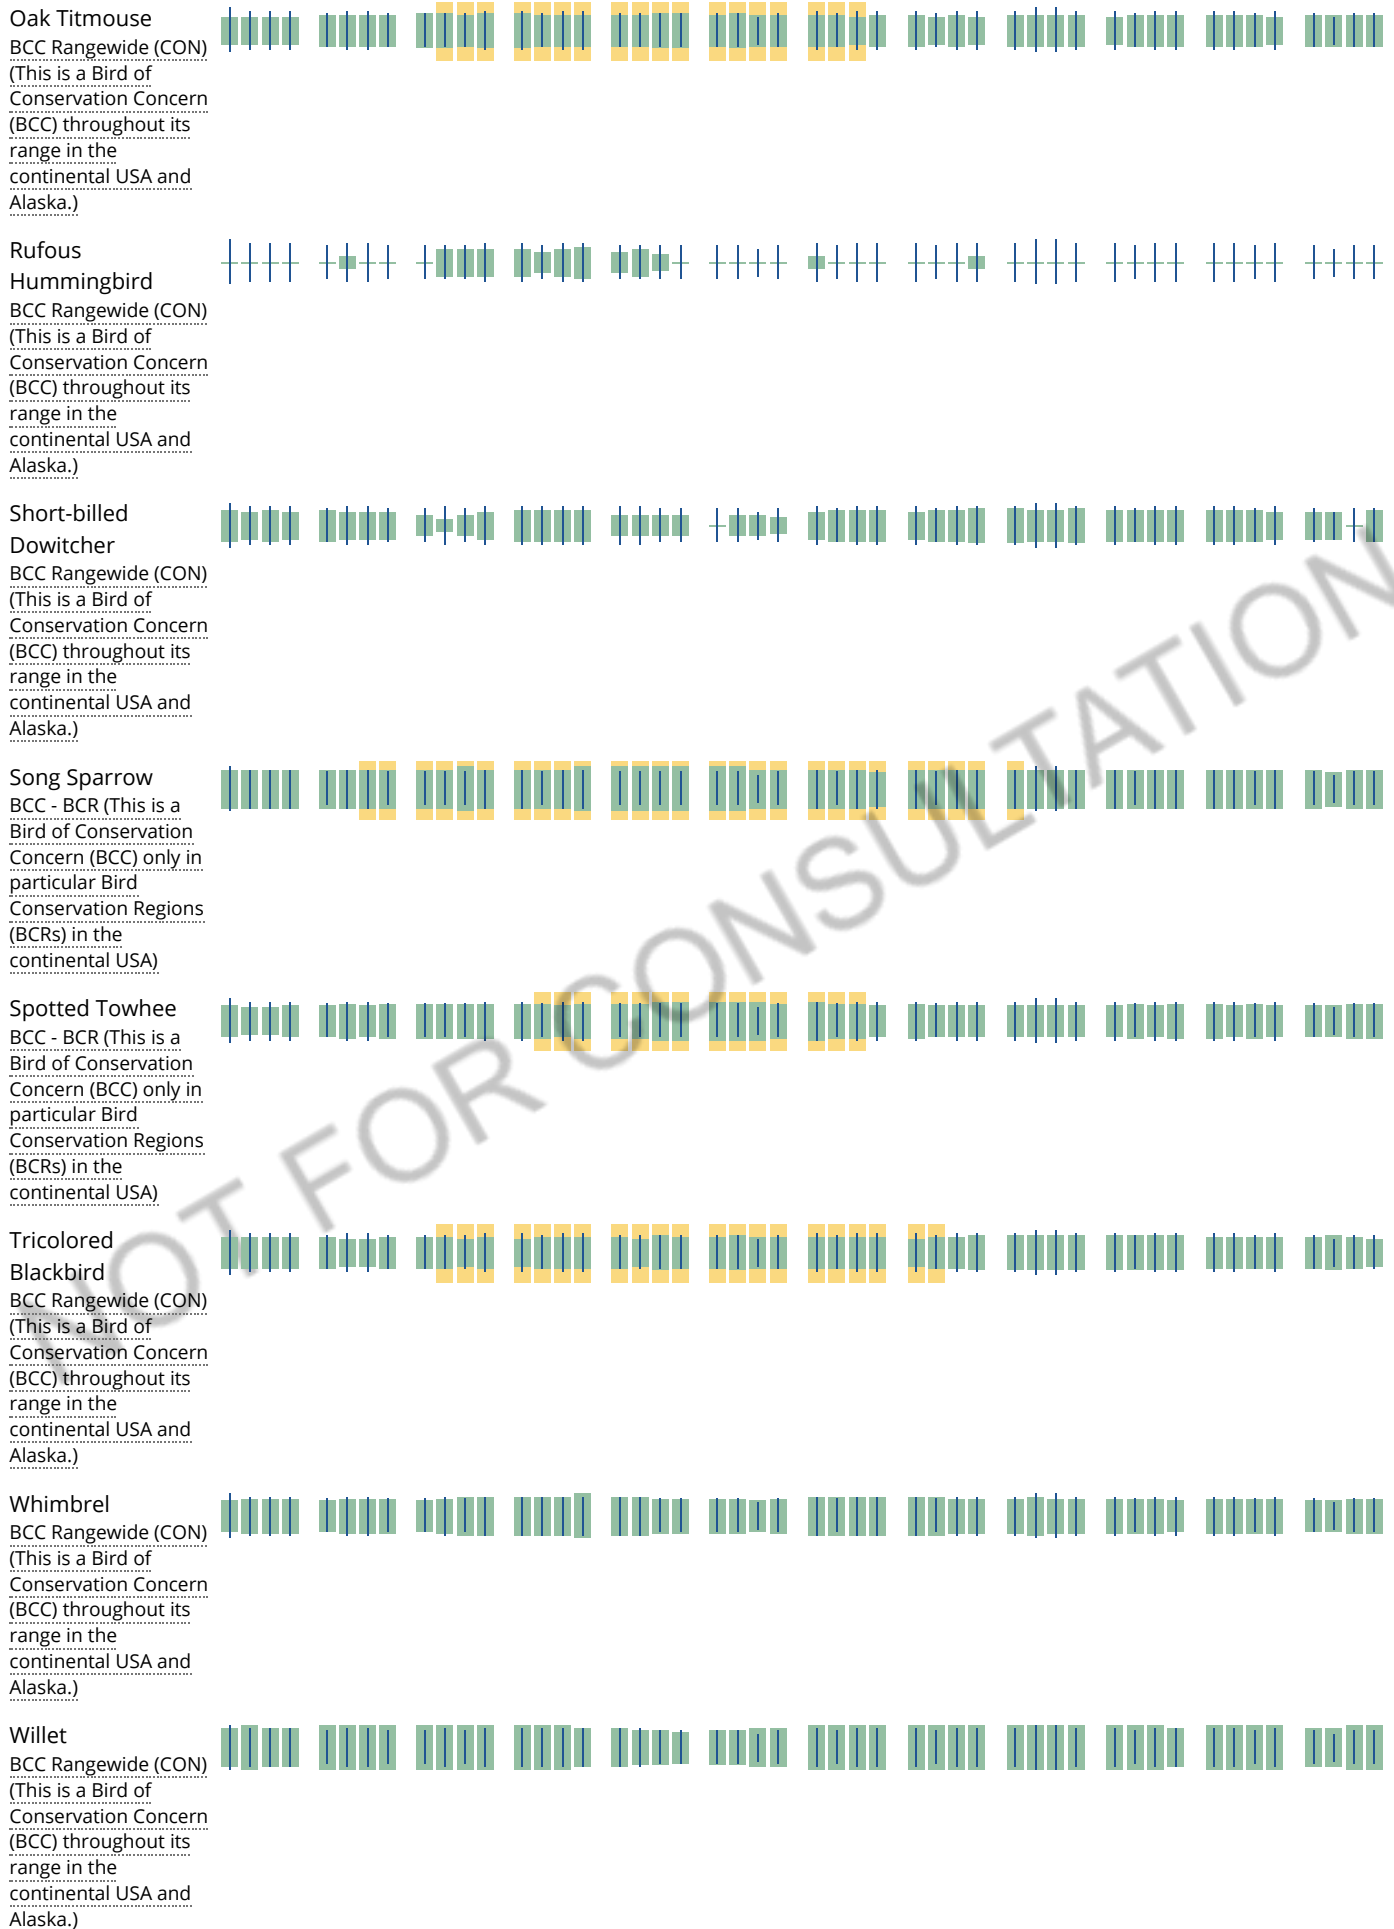 Oak Titmouse
BCC Rangewide (CON)
(This is a Bird of
Conservation Concern
(BCC) throughout its
range in the
continental USA and
Alaska.)
Rufous
Hummingbird
BCC Rangewide (CON)
(This is a Bird of
Conservation Concern
(BCC) throughout its
range in the
continental USA and
Alaska.)
Short-billed
Dowitcher
BCC Rangewide (CON)
(This is a Bird of
Conservation Concern
(BCC) throughout its
range in the
continental USA and
Alaska.)
Song Sparrow
BCC - BCR (This is a
Bird of Conservation
Concern (BCC) only in
particular Bird
Conservation Regions
(BCRs) in the
continental USA)
Spotted Towhee
BCC - BCR (This is a
Bird of Conservation
Concern (BCC) only in
particular Bird
Conservation Regions
(BCRs) in the
continental USA)
Tricolored
Blackbird
BCC Rangewide (CON)
(This is a Bird of
Conservation Concern
(BCC) throughout its
range in the
continental USA and
Alaska.)
Whimbrel
BCC Rangewide (CON)
(This is a Bird of
Conservation Concern
(BCC) throughout its
range in the
continental USA and
Alaska.)
Willet
BCC Rangewide (CON)
(This is a Bird of
Conservation Concern
(BCC) throughout its
range in the
continental USA and
Alaska.)
NOT FOR CONSULTATION